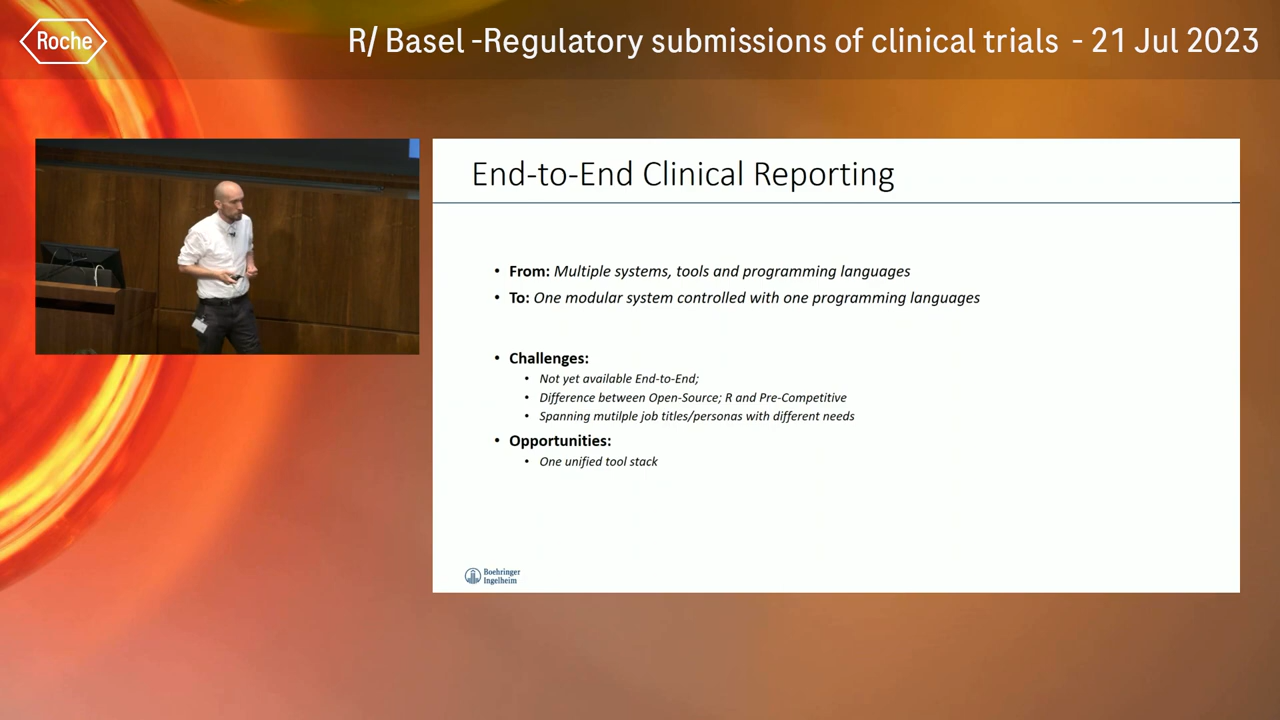 Roche
R/ Basel -Regulatory submissions of clinical trials - 21 Jul 2023
End-to-End Clinical Reporting
• From: Multiple systems, tools and programming languages
• To: One modular system controlled with one programming languages
• Challenges:
• Not yet available End-to-End;
• Difference between Open-Source; R and Pre-Competitive
• Spanning mutilple job titles/personas with different needs
• Opportunities:
• One unified tool stack
Boehringer
Ingelheim